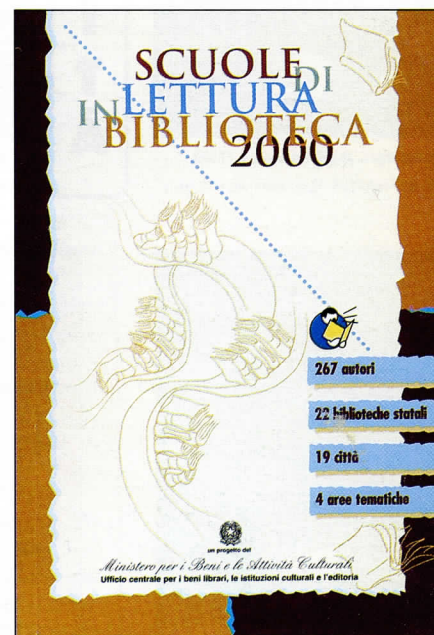 SCUOLE DI
IN LETTURA
BIBLIOTECA
2000
267 autori
22 biblioteche statali
19 città
4 aree tematiche
un progetto del
Ministero per i Beni e le Attività Culturali
Ufficio centrale per i beni librari, le istituzioni culturali e l'editoria